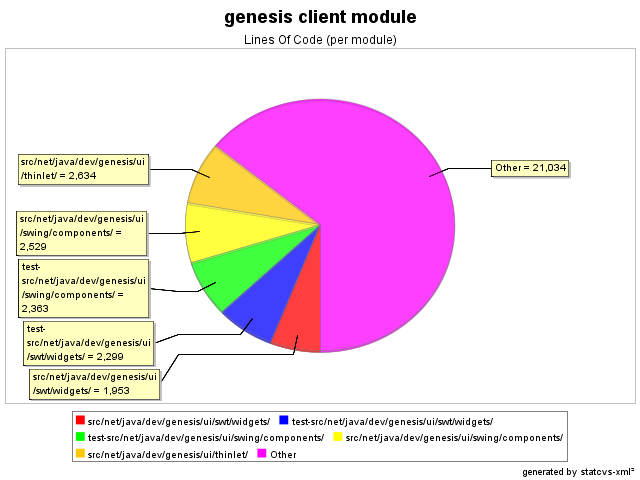 genesis client module
Lines Of Code (per module)
src/net/java/dev/genesis/ui
/thinlet/ = 2,634
Other = 21,034
src/net/java/dev/genesis/ui
/swing/components/ =
2,529
test-
src/net/java/dev/genesis/ui
/swing/components/ =
2,363
test-
src/net/java/dev/genesis/ui
/swt/widgets/ = 2,299
src/net/java/dev/genesis/ui
/swt/widgets/ = 1,953
src/net/java/dev/genesis/ui/swt/widgets/ test-src/net/java/dev/genesis/ui/swt/widgets/
test-src/net/java/dev/genesis/ui/swing/components/ src/net/java/dev/genesis/ui/swing/components/
src/net/java/dev/genesis/ui/thinlet/ Other
generated by statcvs-xml²